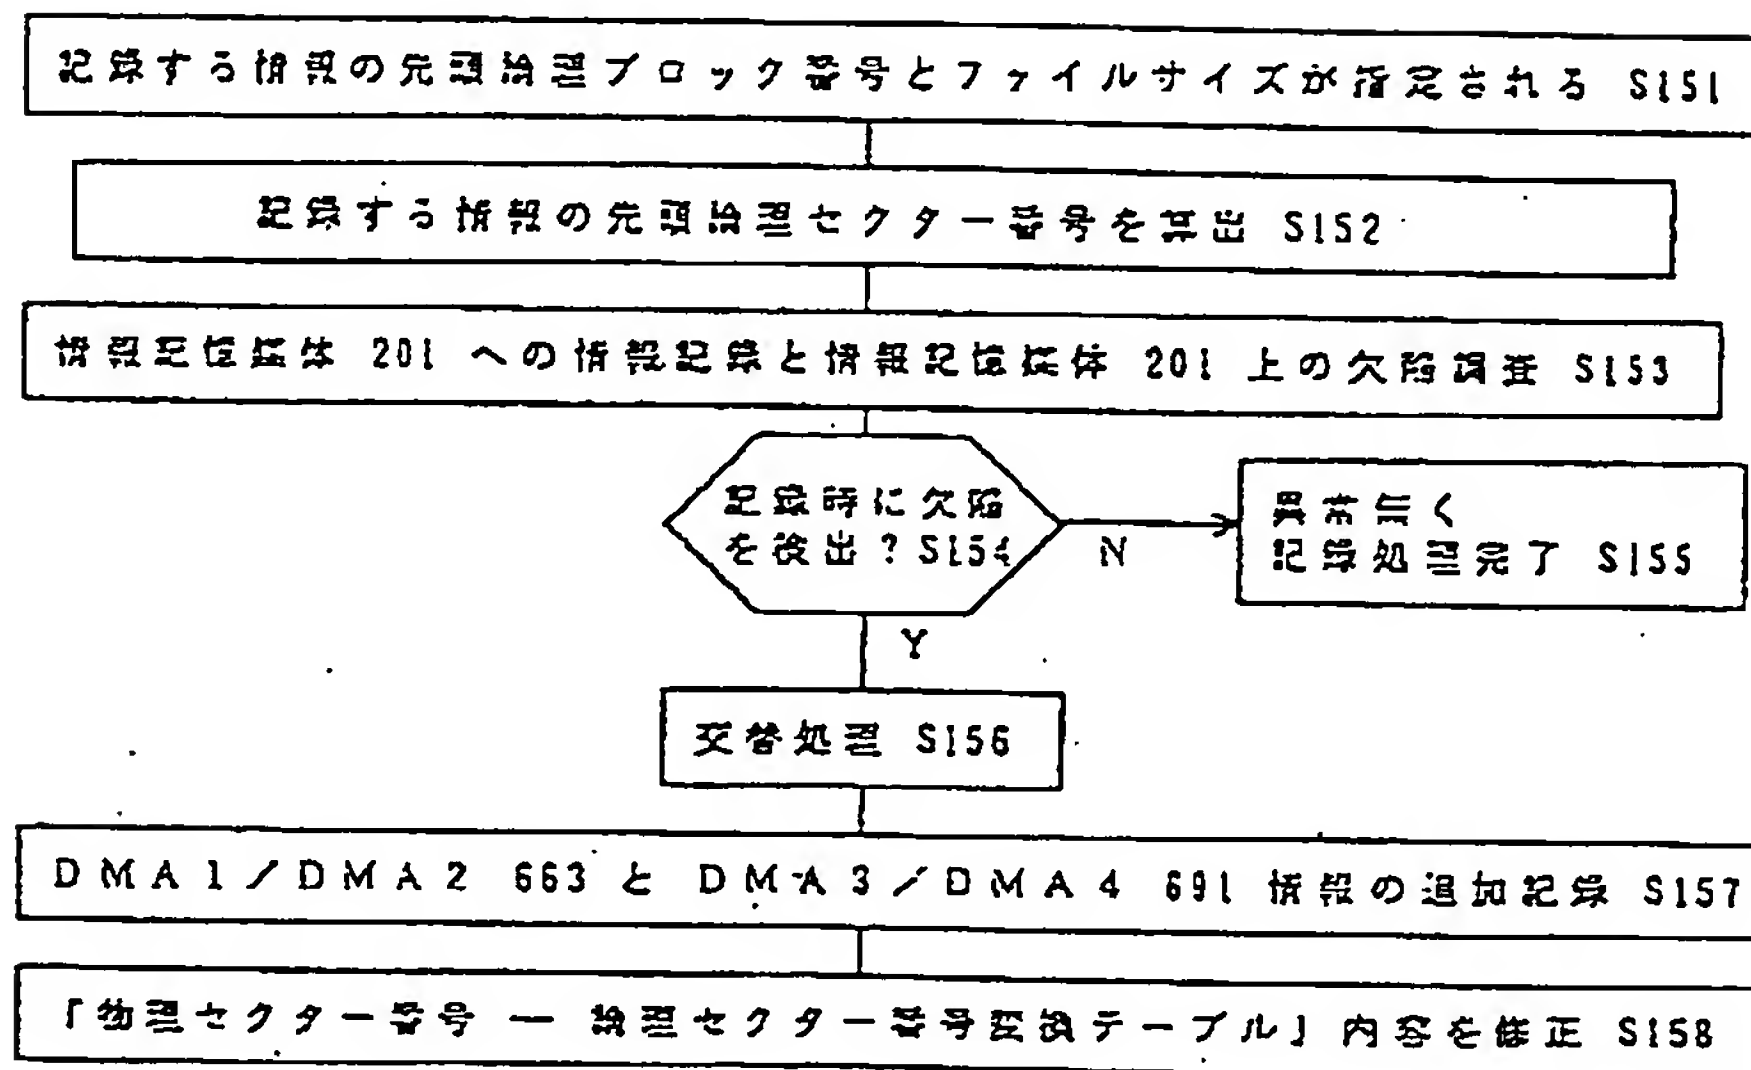 記録する情報の先頭論理ブロック番号とファイルサイズが指定される S151
記録する情報の先頭論理セクター番号を算出 S152
情報記憶媒体 201 への情報記録と情報記憶媒体 201 上の欠陥調査 S153
記録時に欠陥
を検出？S154
N
異常無く
記録処理完了 S155
Y
交替処理 S156
DMA1／DMA2 663 と DMA3／DMA4 691 情報の追加記録 S157
「物理セクター番号 ー 論理セクター番号変換テーブル」内容を修正 S158